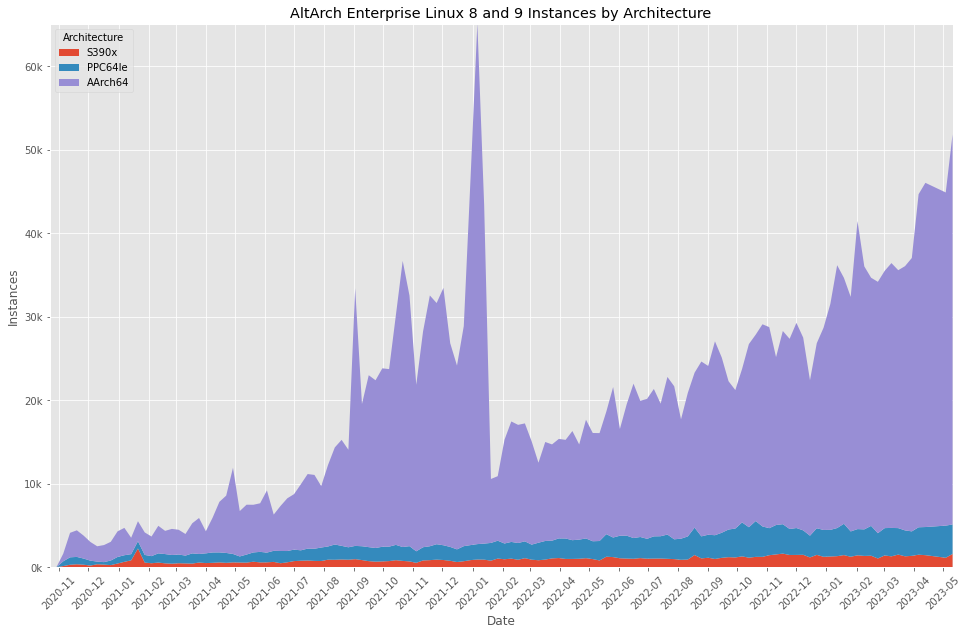 AltArch Enterprise Linux 8 and 9 Instances by Architecture
Architecture
S390x
PPC64le
AArch64
60k
50k
40k
30k
20k
10k
0k
Instances
2020-11
2020-12
2021-01
2021-02
2021-03
2021-04
2021-05
2021-06
2021-07
2021-08
2021-09
2021-10
2021-11
2021-12
2022-01
2022-02
2022-03
2022-04
2022-05
2022-06
2022-07
2022-08
2022-09
2022-10
2022-11
2022-12
2023-01
2023-02
2023-03
2023-04
2023-05
Date